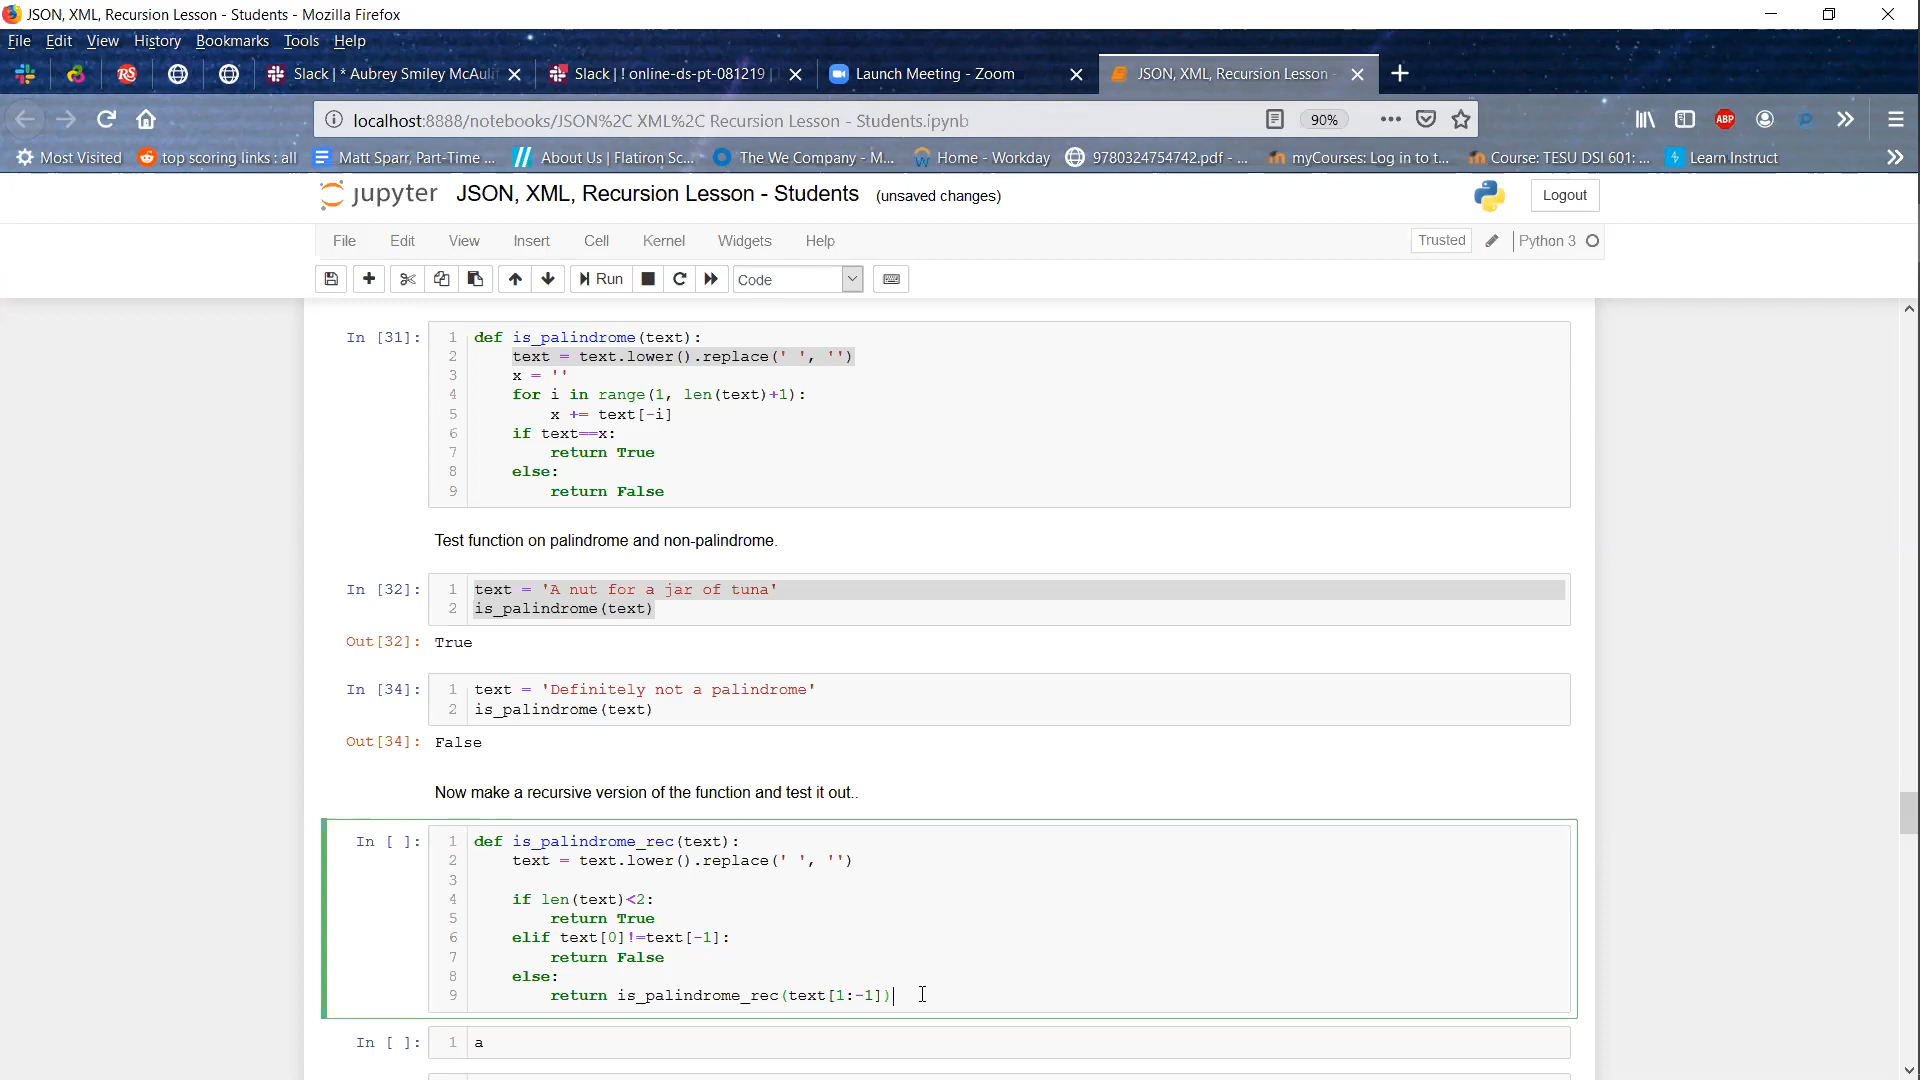 JSON, XML, Recursion Lesson - Students - Mozilla Firefox
File Edit View History Bookmarks Tools Help
RS Slack | * Aubrey Smiley McAuli Slack | ! online-ds-pt-081219 | Launch Meeting - Zoom JSON, XML, Recursion Lesson -
localhost:8888/notebooks/JSON%2C XML%2C Recursion Lesson - Students.ipynb 90% ABP
Most Visited top scoring links : all Matt Sparr, Part-Time ... About Us | Flatiron Sc... The We Company - M... Home - Workday 9780324754742.pdf - ... myCourses: Log in to t... Course: TESU DSI 601: ... Learn Instruct
jupyter JSON, XML, Recursion Lesson - Students (unsaved changes) Logout
File Edit View Insert Cell Kernel Widgets Help Trusted Python 3
Run Code
In [31]: 1 def is_palindrome(text):
2 text = text.lower().replace(' ', '')
3 x = ''
4 for i in range(1, len(text)+1):
5 x += text[-i]
6 if text==x:
7 return True
8 else:
9 return False
Test function on palindrome and non-palindrome.
In [32]: 1 text = 'A nut for a jar of tuna'
2 is_palindrome(text)
Out[32]: True
In [34]: 1 text = 'Definitely not a palindrome'
2 is_palindrome(text)
Out[34]: False
Now make a recursive version of the function and test it out..
In [ ]: 1 def is_palindrome_rec(text):
2 text = text.lower().replace(' ', '')
3
4 if len(text)<2:
5 return True
6 elif text[0]!=text[-1]:
7 return False
8 else:
9 return is_palindrome_rec(text[1:-1])
In [ ]: 1 a